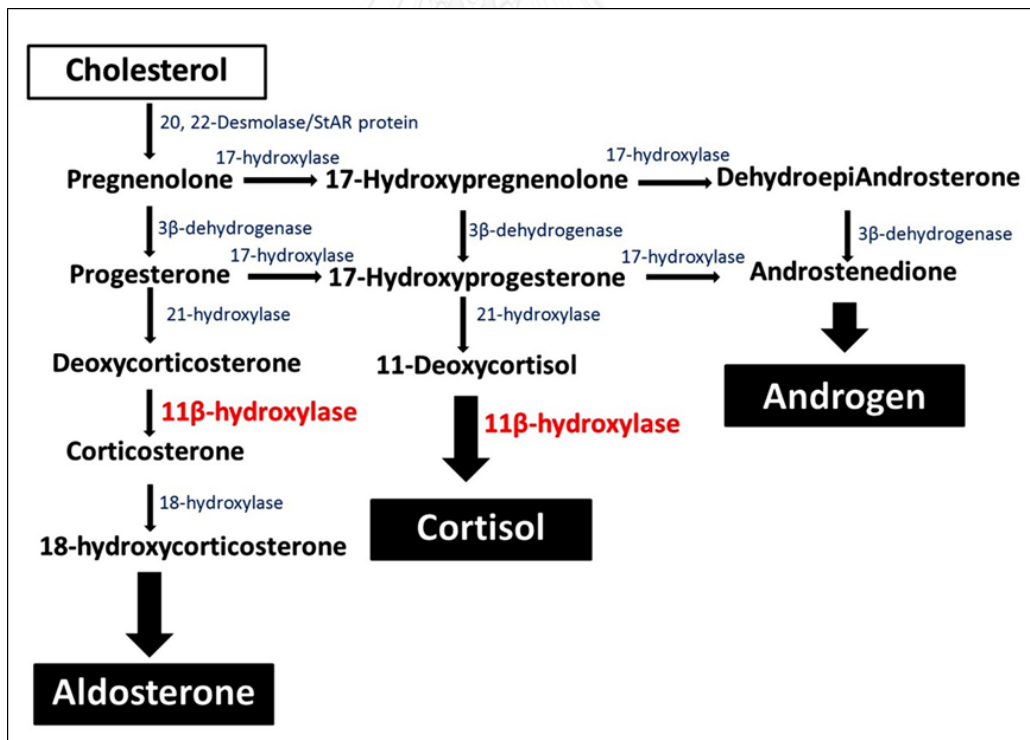 Cholesterol
20, 22-Desmolase/StAR protein
17-hydroxylase
17-hydroxylase
Pregnenolone
17-Hydroxypregnenolone
DehydroepiAndrosterone
3β-dehydrogenase
3β-dehydrogenase
3β-dehydrogenase
17-hydroxylase
17-hydroxylase
Progesterone
17-Hydroxyprogesterone
Androstenedione
21-hydroxylase
21-hydroxylase
Deoxycorticosterone
11-Deoxycortisol
Androgen
11β-hydroxylase
11β-hydroxylase
Corticosterone
18-hydroxylase
Cortisol
18-hydroxycorticosterone
Aldosterone